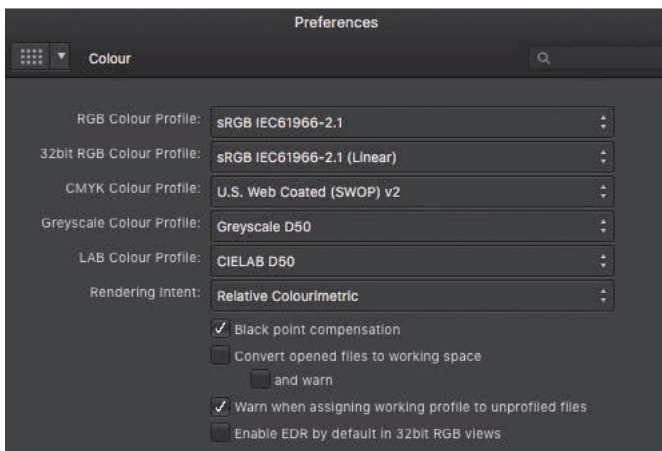 Preferences
Colour
RGB Colour Profile: sRGB IEC61966-2.1
32bit RGB Colour Profile: sRGB IEC61966-2.1 (Linear)
CMYK Colour Profile: U.S. Web Coated (SWOP) v2
Greyscale Colour Profile: Greyscale D50
LAB Colour Profile: CIELAB D50
Rendering Intent: Relative Colourimetric
Black point compensation
Convert opened files to working space
and warn
Warn when assigning working profile to unprofiled files
Enable EDR by default in 32bit RGB views